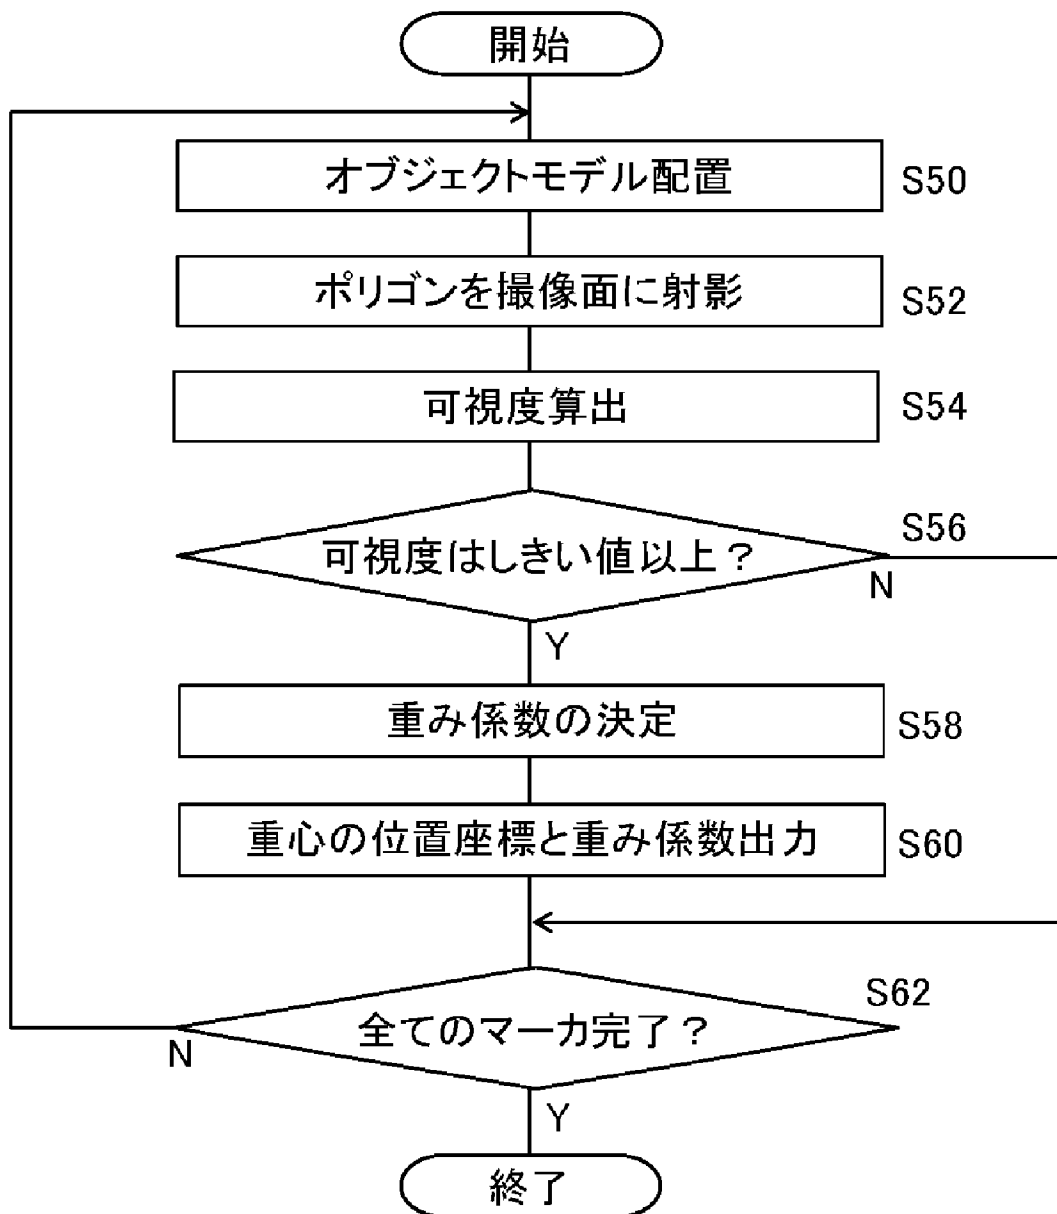 開始
オブジェクトモデル配置
S50
ポリゴンを撮像面に射影
S52
可視度算出
S54
可視度はしきい値以上？
S56
N
Y
重み係数の決定
S58
重心の位置座標と重み係数出力
S60
全てのマーカ完了？
S62
N
Y
終了